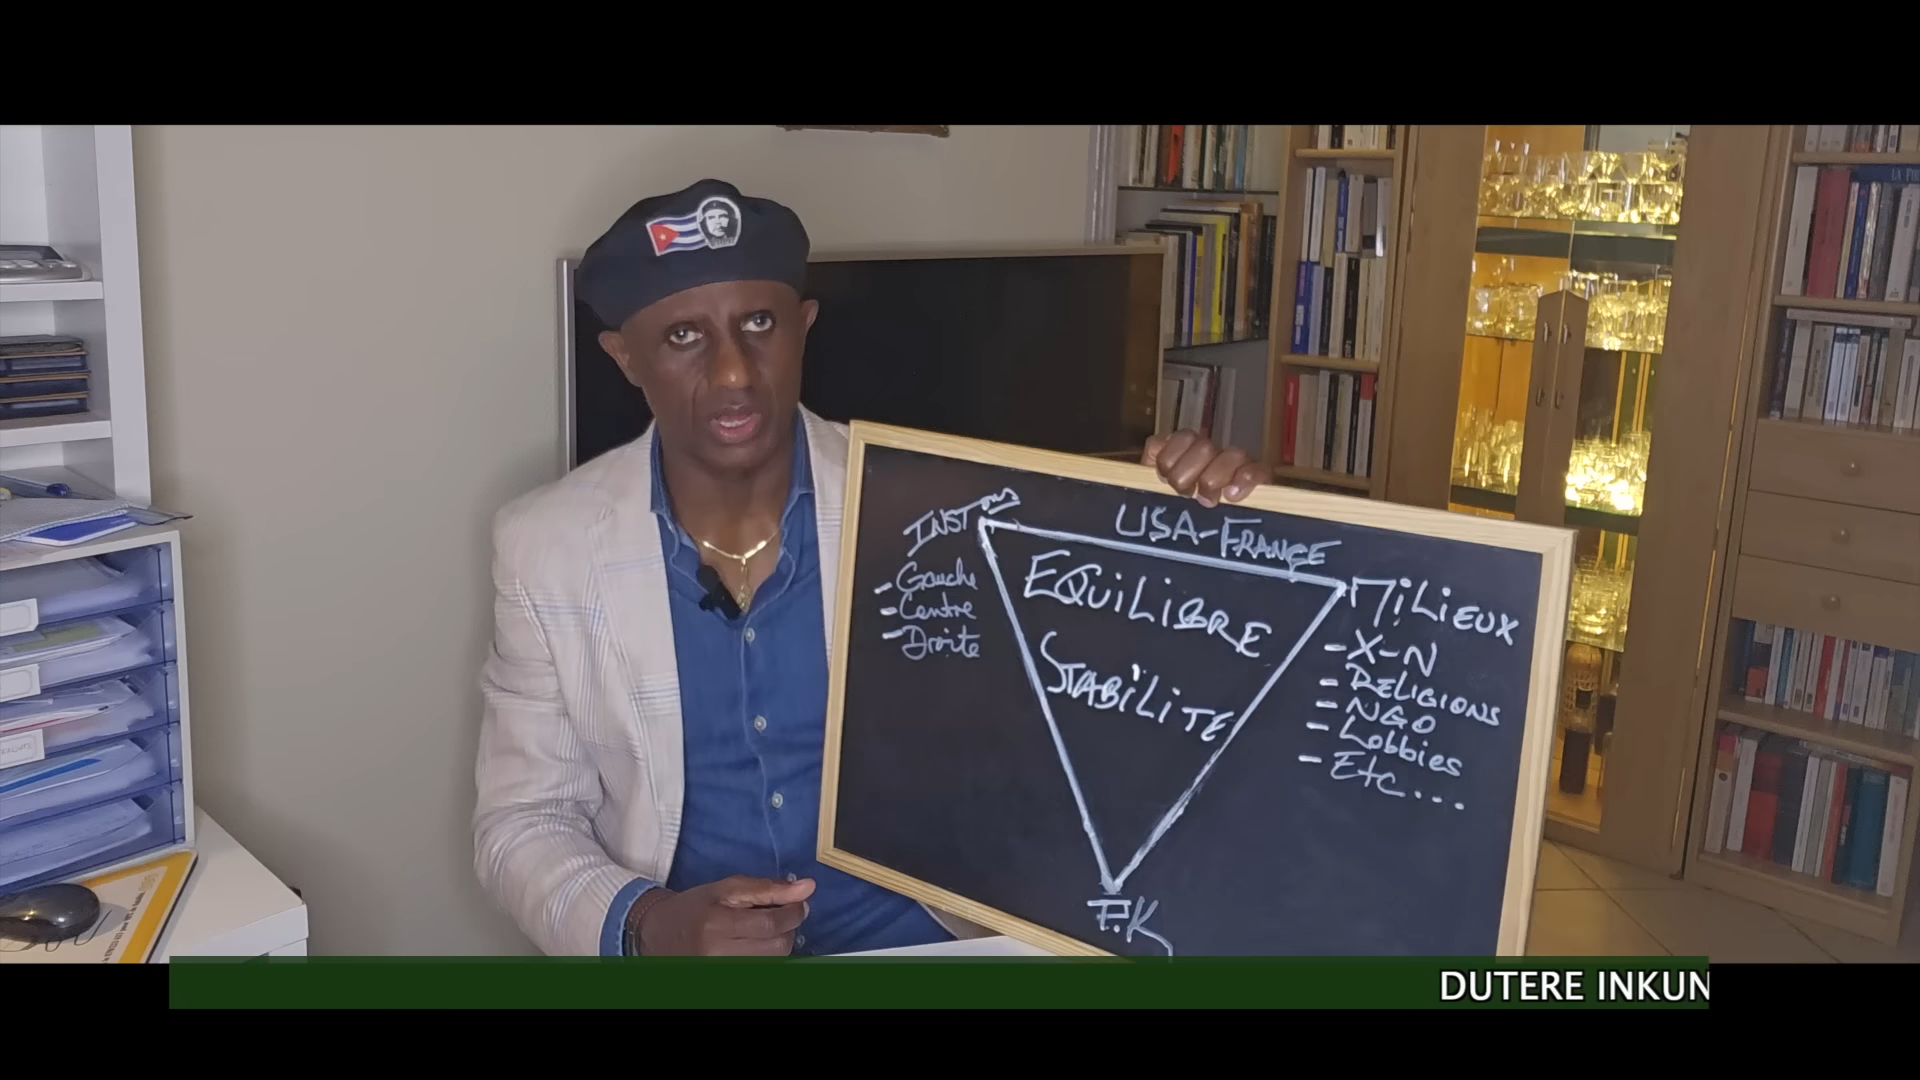 INSTons
- Gauche
- Centre
- Droite
USA-FRANCE
EQUILIBRE
STABILITE
MILIEUX
- X-N
- RELIGIONS
- NGO
- Lobbies
- Etc...
P.K
DUTERE INKUN